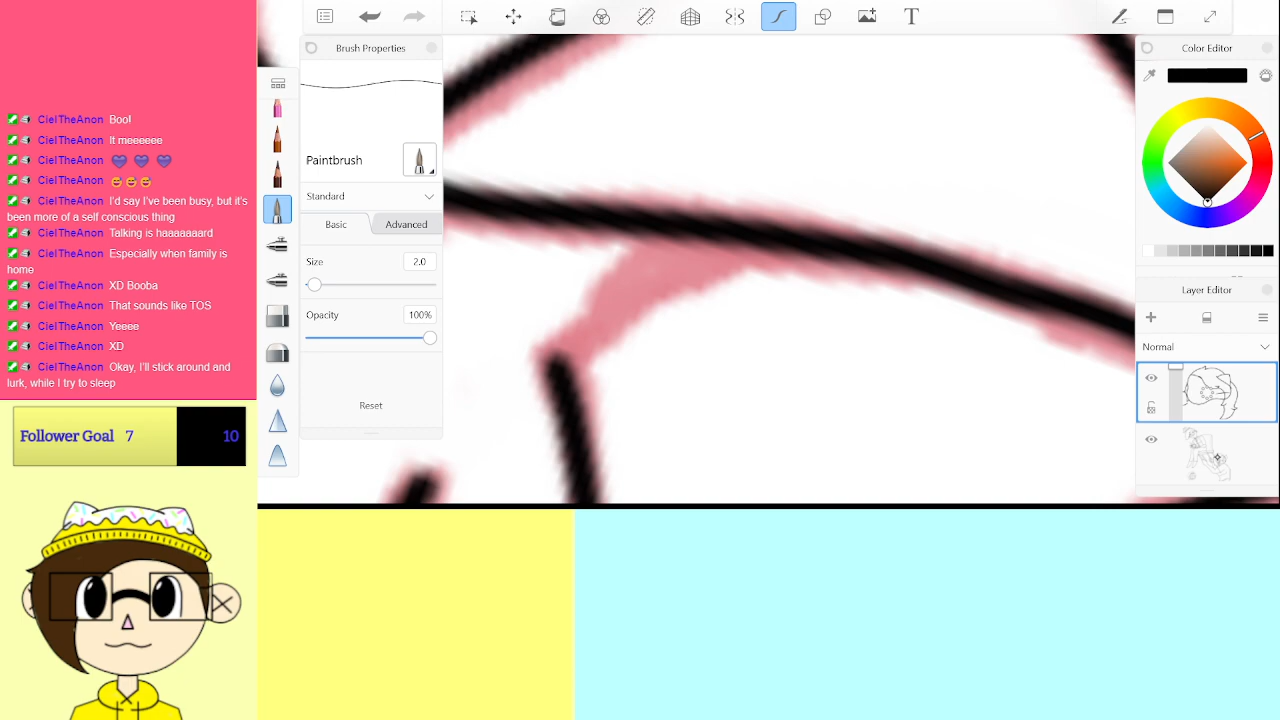 CielTheAnon Boo!
CielTheAnon It meeeeee
CielTheAnon
CielTheAnon
CielTheAnon I'd say I've been busy, but it's
been more of a self conscious thing
CielTheAnon Talking is haaaaaaard
CielTheAnon Especially when family is
home
CielTheAnon XD Booba
CielTheAnon That sounds like TOS
CielTheAnon Yeeee
CielTheAnon XD
CielTheAnon Okay, I'll stick around and
lurk, while I try to sleep
Follower Goal 7 10
T
Brush Properties
Paintbrush
Standard
Basic Advanced
Size 2.0
Opacity 100%
Reset
Color Editor
Layer Editor
Normal